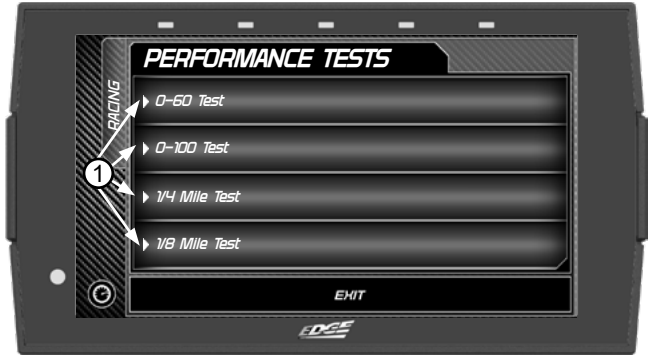 PERFORMANCE TESTS
RACING
0-60 Test
0-100 Test
1/4 Mile Test
1/8 Mile Test
1
EXIT
EDGE